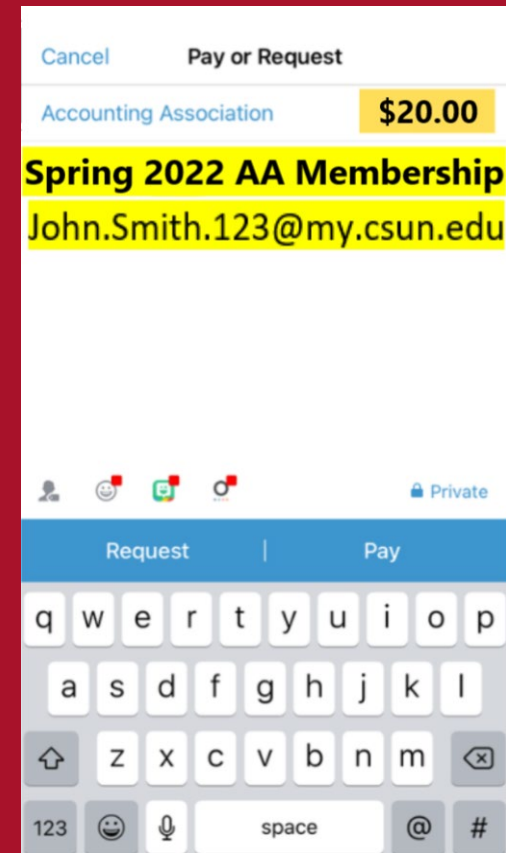 Cancel Pay or Request
Accounting Association $20.00
Spring 2022 AA Membership
John.Smith.123@my.csun.edu
Private
Request | Pay
q w e r t y u i o p
a s d f g h j k l
z x c v b n m
123 space @ #